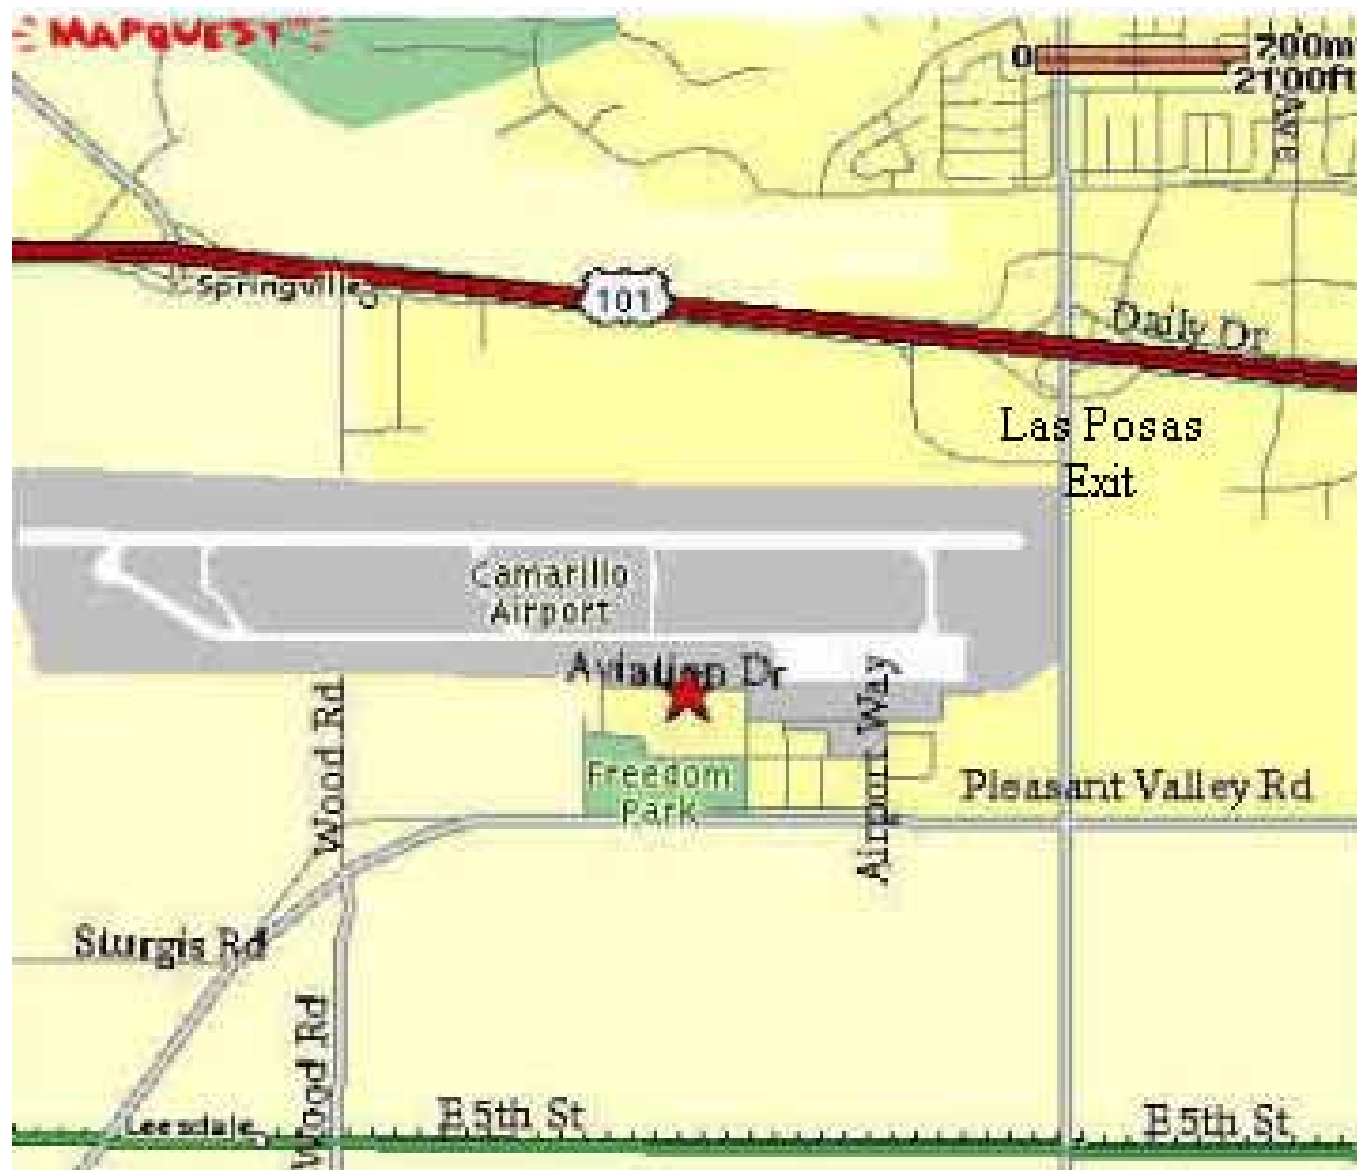 MAPQUEST
0 700m
2100ft
Ave
Springville
101
Daily Dr
Las Posas
Exit
Camarillo
Airport
Aviation Dr
Wood Rd
Airport Way
Freedom
Park
Pleasant Valley Rd
Sturgis Rd
Wood Rd
E 5th St
E 5th St
Leesdale